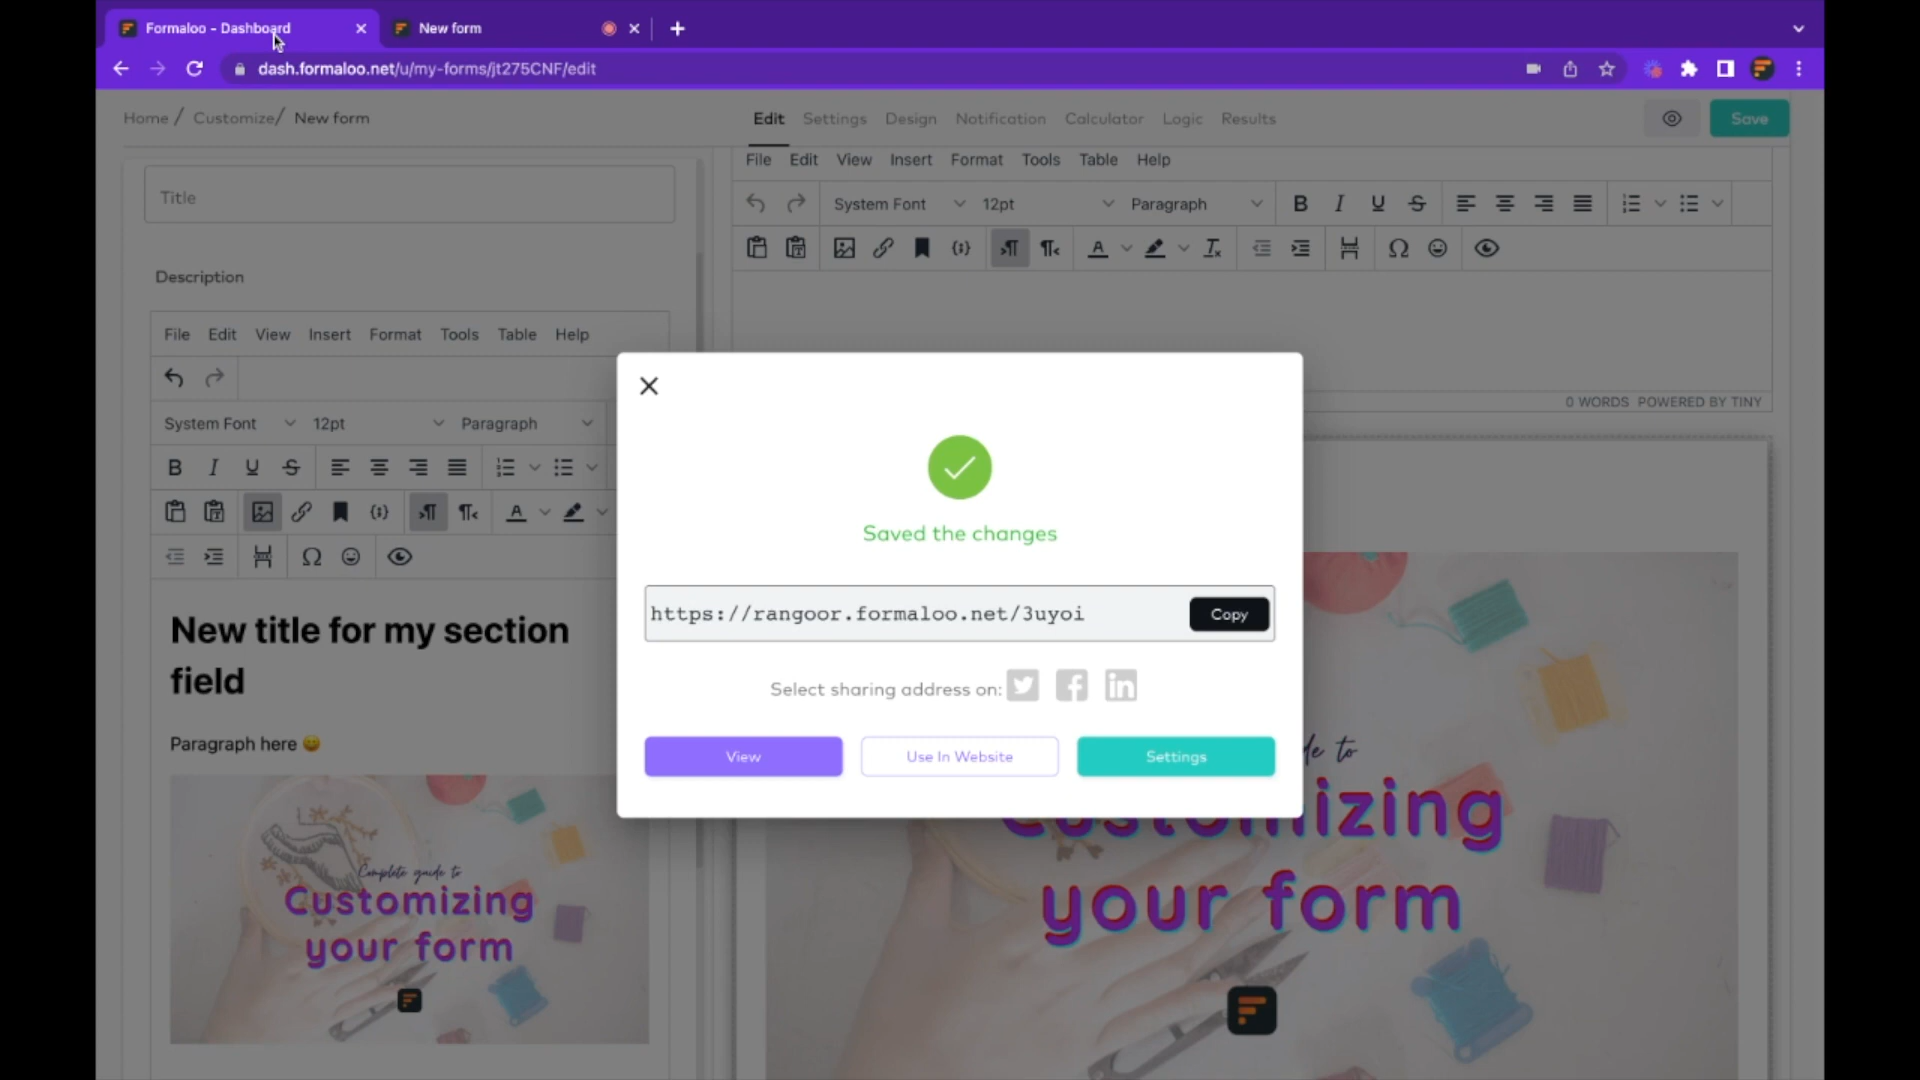 Formaloo - Dashboard
New form
dash.formaloo.net/u/my-forms/jt275CNF/edit
Home / Customize/ New form
Edit Settings Design Notification Calculator Logic Results
Save
Title
Description
File Edit View Insert Format Tools Table Help
System Font 12pt Paragraph
New title for my section
field
Paragraph here 😀
Complete guide to
Customizing
your form
File Edit View Insert Format Tools Table Help
System Font 12pt Paragraph
0 WORDS POWERED BY TINY
Saved the changes
https://rangoor.formaloo.net/3uyoi
Copy
Select sharing address on:
View
Use In Website
Settings
de to
Customizing
your form